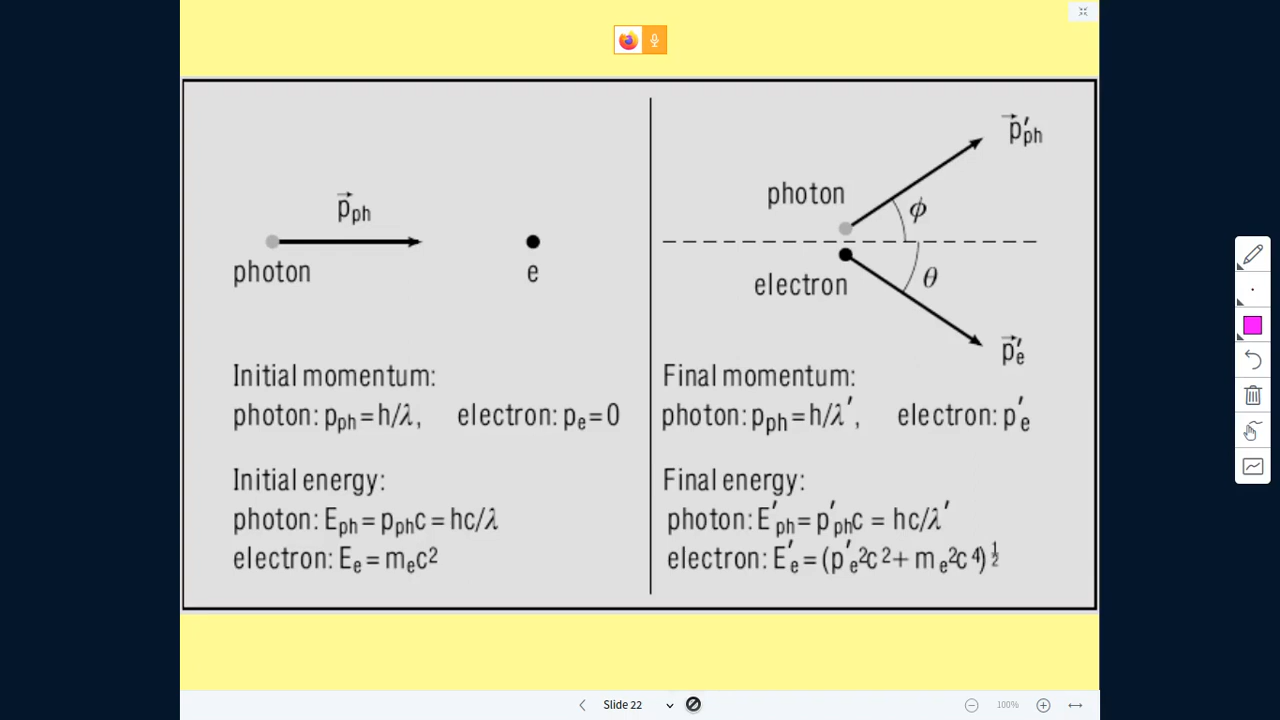 p⃗ph
photon
e
Initial momentum:
photon: pph = h/λ, electron: pe = 0
Initial energy:
photon: Eph = pphc = hc/λ
electron: Ee = mec²
p⃗′ph
photon
ϕ
θ
electron
p⃗′e
Final momentum:
photon: pph = h/λ′, electron: p′e
Final energy:
photon: E′ph = p′phc = hc/λ′
electron: E′e = (p′e²c² + me²c⁴)½
Slide 22
100%